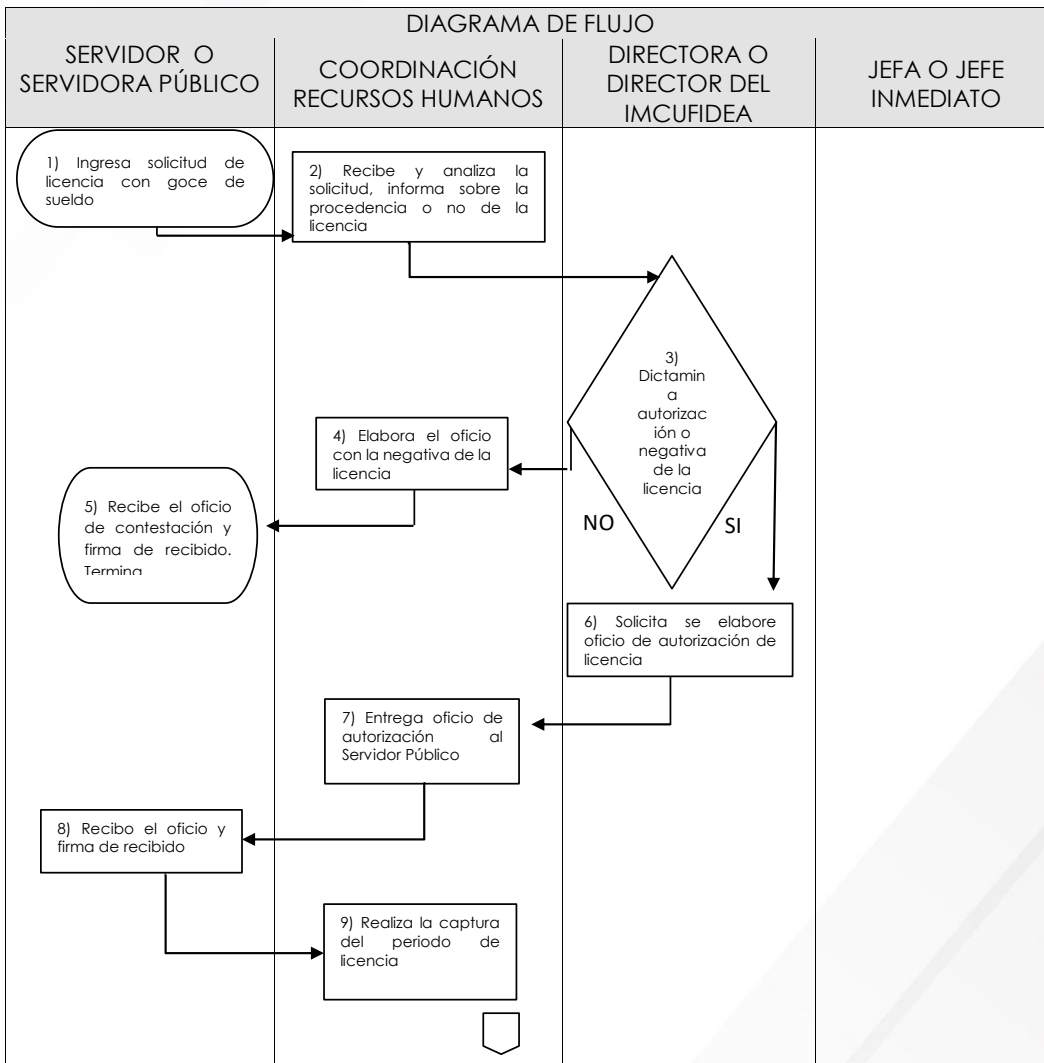 DIAGRAMA DE FLUJO
SERVIDOR O
SERVIDORA PÚBLICO
COORDINACIÓN
RECURSOS HUMANOS
DIRECTORA O
DIRECTOR DEL
IMCUFIDEA
JEFA O JEFE
INMEDIATO
1) Ingresa solicitud de
licencia con goce de
sueldo
2) Recibe y analiza la
solicitud, informa sobre la
procedencia o no de la
licencia
3)
Dictamin
a
autorizac
ión o
negativa
de la
licencia
NO
SI
4) Elabora el oficio
con la negativa de la
licencia
5) Recibe el oficio
de contestación y
firma de recibido.
Termina
6) Solicita se elabore
oficio de autorización de
licencia
7) Entrega oficio de
autorización al
Servidor Público
8) Recibo el oficio y
firma de recibido
9) Realiza la captura
del periodo de
licencia